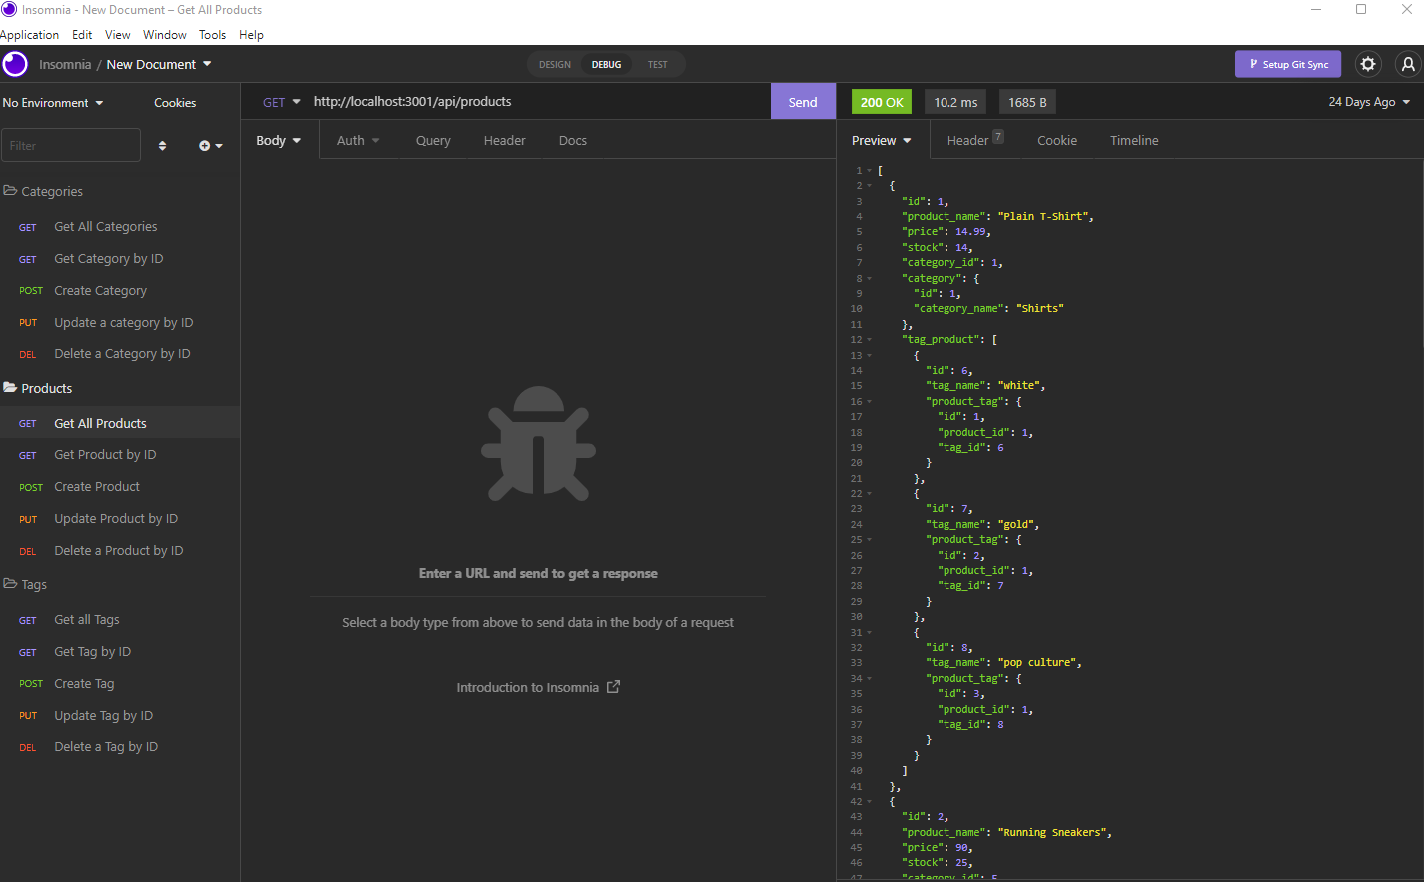 Insomnia - New Document – Get All Products
Application Edit View Window Tools Help
Insomnia / New Document
DESIGN DEBUG TEST
Setup Git Sync
No Environment
Cookies
Filter
Categories
GET Get All Categories
GET Get Category by ID
POST Create Category
PUT Update a category by ID
DEL Delete a Category by ID
Products
GET Get All Products
GET Get Product by ID
POST Create Product
PUT Update Product by ID
DEL Delete a Product by ID
Tags
GET Get all Tags
GET Get Tag by ID
POST Create Tag
PUT Update Tag by ID
DEL Delete a Tag by ID
GET http://localhost:3001/api/products Send
Body Auth Query Header Docs
Enter a URL and send to get a response
Select a body type from above to send data in the body of a request
Introduction to Insomnia
200 OK 10.2 ms 1685 B 24 Days Ago
Preview Header 7 Cookie Timeline
1 [
2 {
3 "id": 1,
4 "product_name": "Plain T-Shirt",
5 "price": 14.99,
6 "stock": 14,
7 "category_id": 1,
8 "category": {
9 "id": 1,
10 "category_name": "Shirts"
11 },
12 "tag_product": [
13 {
14 "id": 6,
15 "tag_name": "white",
16 "product_tag": {
17 "id": 1,
18 "product_id": 1,
19 "tag_id": 6
20 }
21 },
22 {
23 "id": 7,
24 "tag_name": "gold",
25 "product_tag": {
26 "id": 2,
27 "product_id": 1,
28 "tag_id": 7
29 }
30 },
31 {
32 "id": 8,
33 "tag_name": "pop culture",
34 "product_tag": {
35 "id": 3,
36 "product_id": 1,
37 "tag_id": 8
38 }
39 }
40 ]
41 },
42 {
43 "id": 2,
44 "product_name": "Running Sneakers",
45 "price": 90,
46 "stock": 25,
47 "category_id": 5,